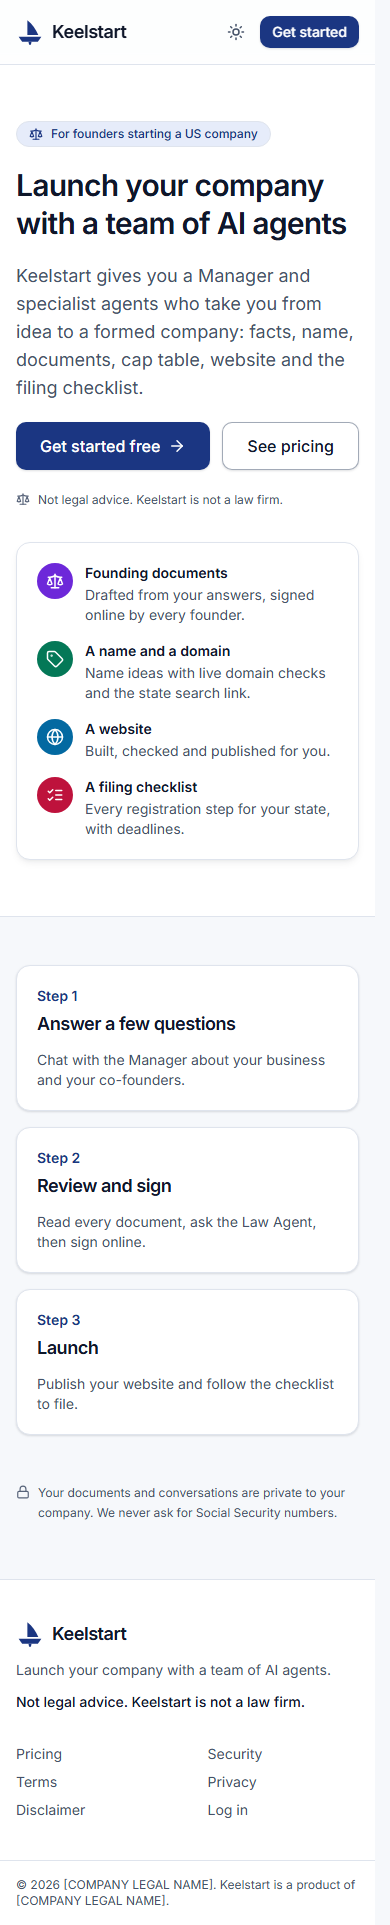 Keelstart
Get started
For founders starting a US company
Launch your company
with a team of AI agents
Keelstart gives you a Manager and
specialist agents who take you from
idea to a formed company: facts, name,
documents, cap table, website and the
filing checklist.
Get started free
See pricing
Not legal advice. Keelstart is not a law firm.
Founding documents
Drafted from your answers, signed
online by every founder.
A name and a domain
Name ideas with live domain checks
and the state search link.
A website
Built, checked and published for you.
A filing checklist
Every registration step for your state,
with deadlines.
Step 1
Answer a few questions
Chat with the Manager about your business
and your co-founders.
Step 2
Review and sign
Read every document, ask the Law Agent,
then sign online.
Step 3
Launch
Publish your website and follow the checklist
to file.
Your documents and conversations are private to your
company. We never ask for Social Security numbers.
Keelstart
Launch your company with a team of AI agents.
Not legal advice. Keelstart is not a law firm.
Pricing
Security
Terms
Privacy
Disclaimer
Log in
© 2026 [COMPANY LEGAL NAME]. Keelstart is a product of
[COMPANY LEGAL NAME].